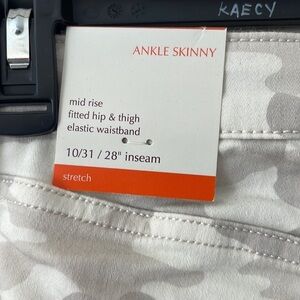 KAECY
ANKLE SKINNY
mid rise
fitted hip & thigh
elastic waistband
10/31 / 28" inseam
stretch